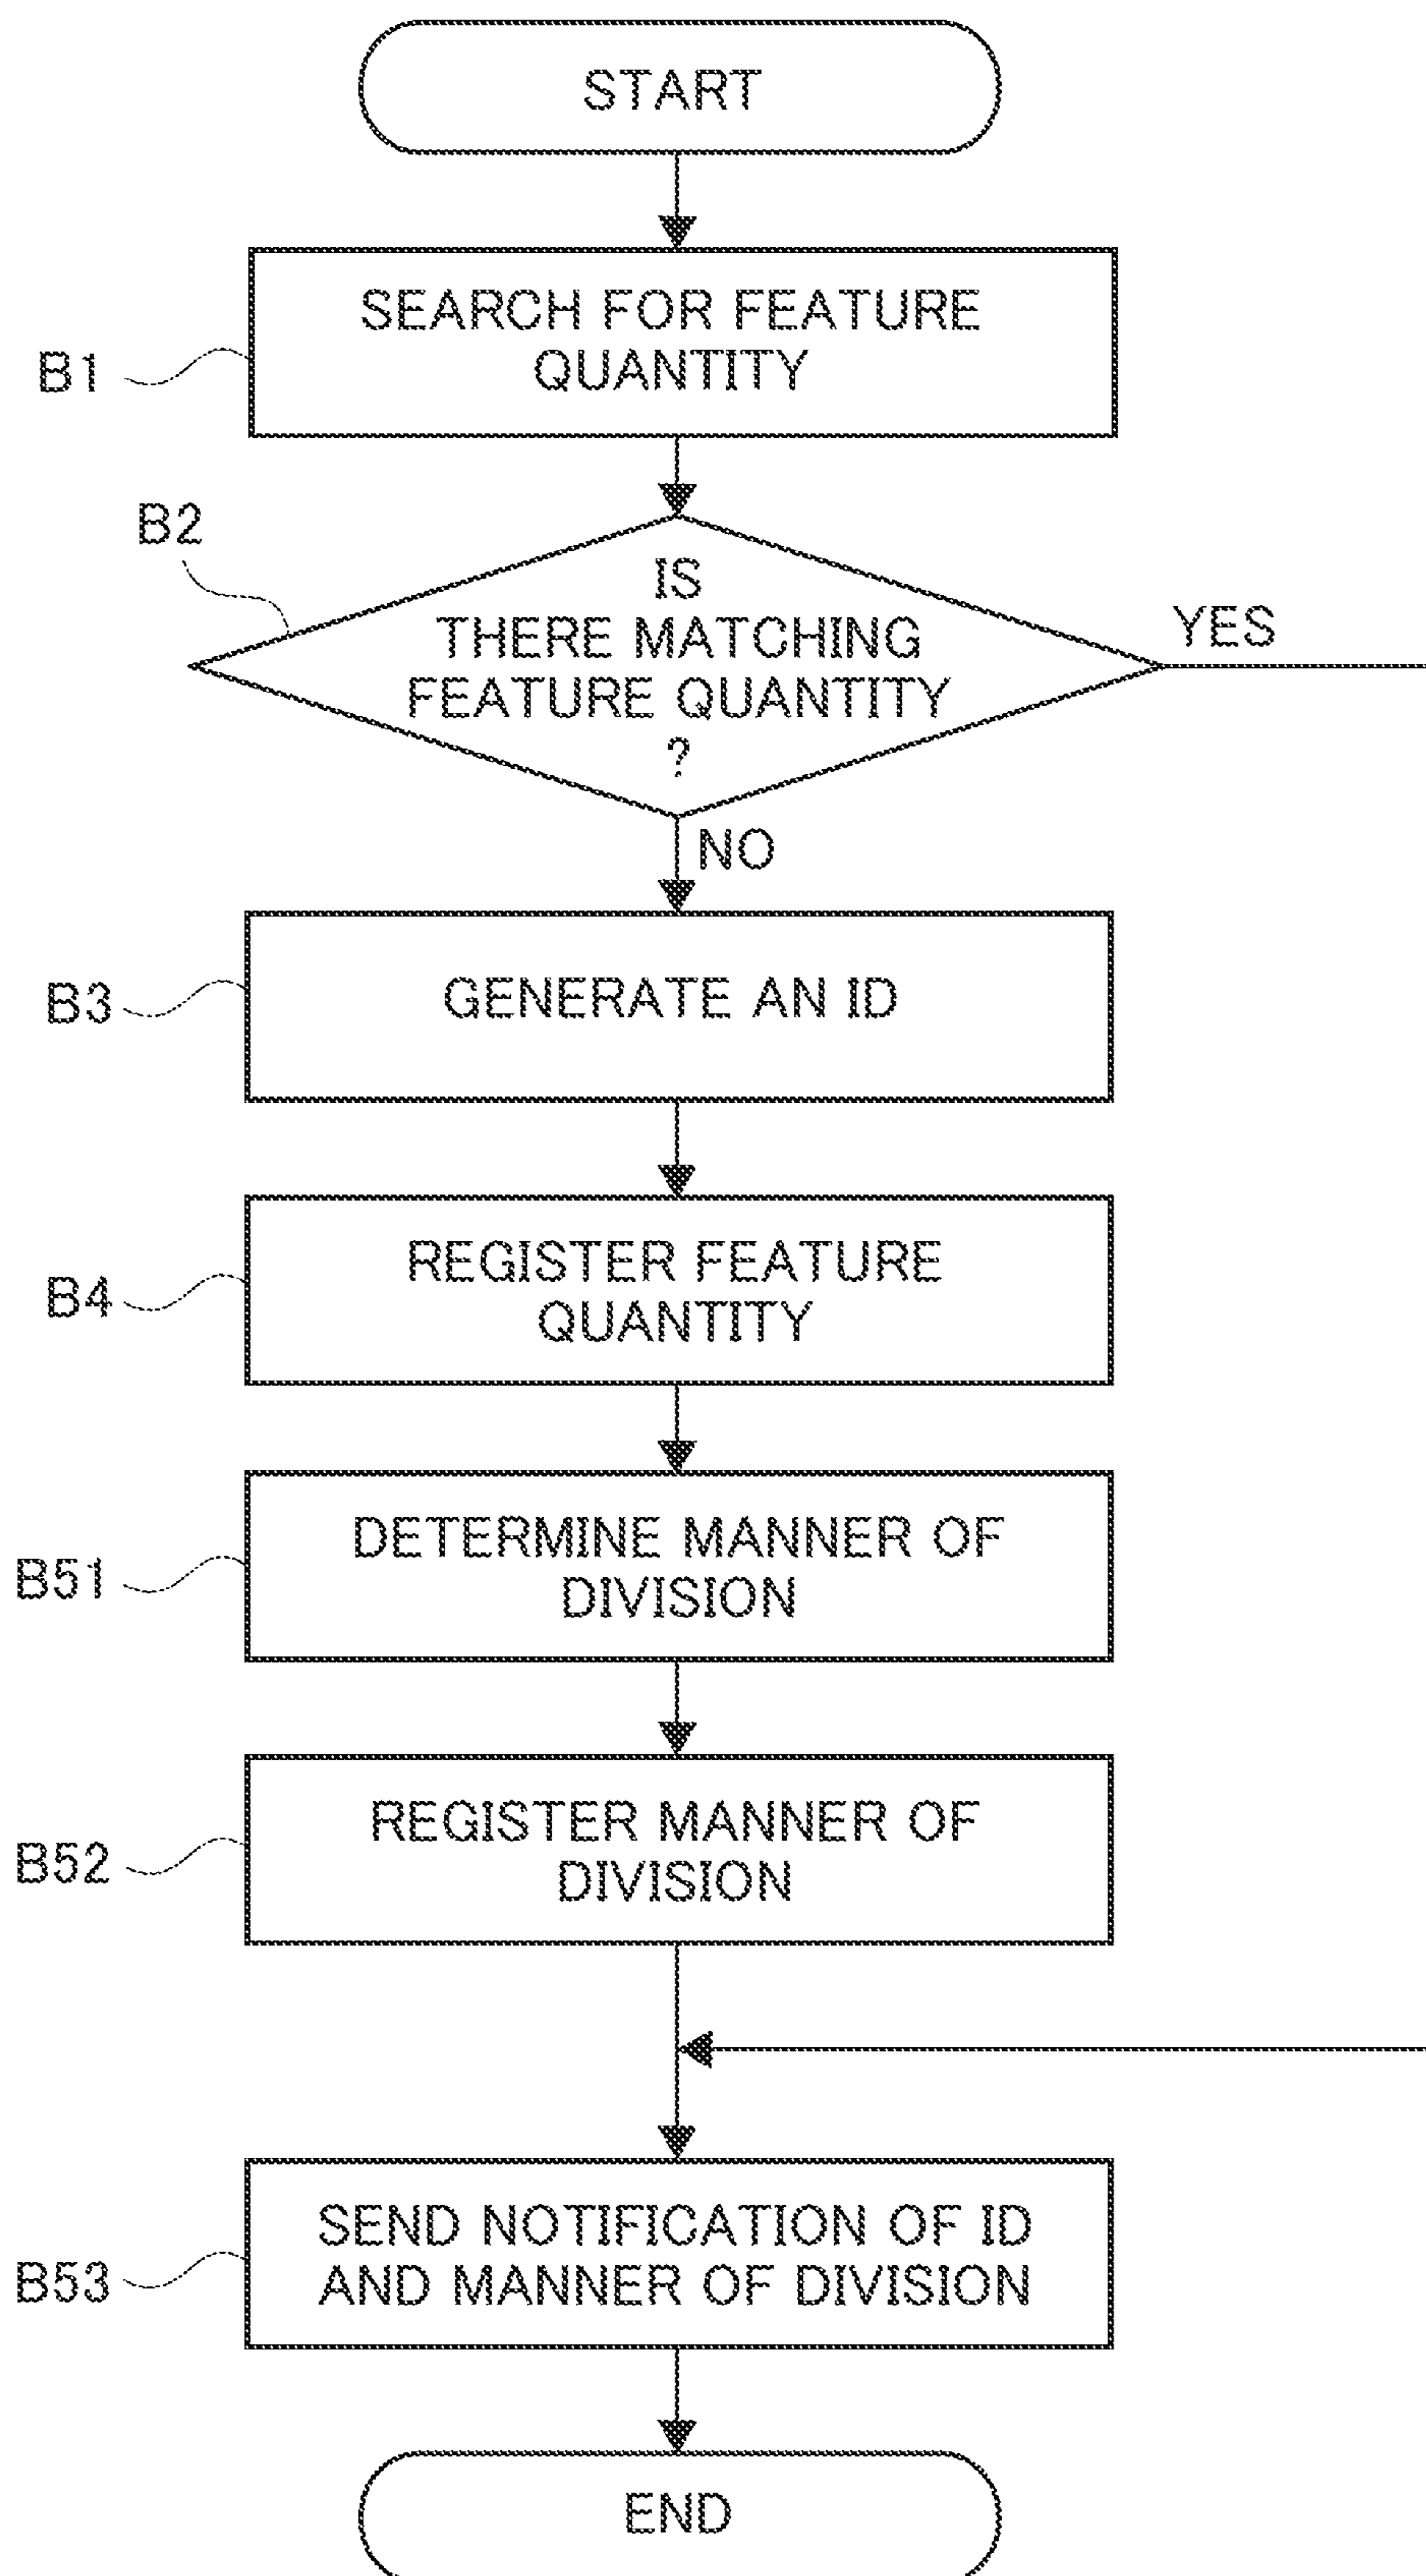 START
SEARCH FOR FEATURE
QUANTITY
B1
B2
IS
THERE MATCHING
FEATURE QUANTITY
?
YES
NO
GENERATE AN ID
B3
REGISTER FEATURE
QUANTITY
B4
DETERMINE MANNER OF
DIVISION
B51
REGISTER MANNER OF
DIVISION
B52
SEND NOTIFICATION OF ID
AND MANNER OF DIVISION
B53
END